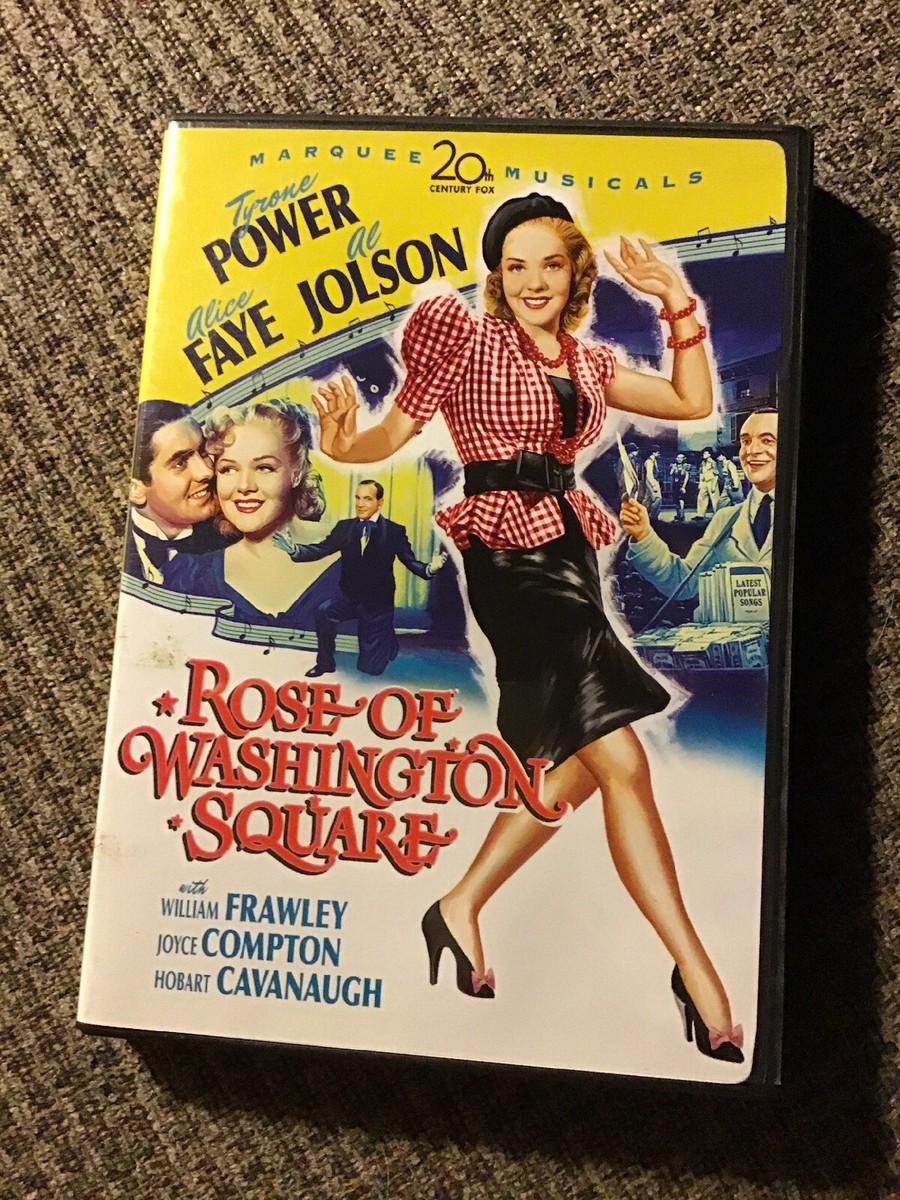 MARQUEE 20th MUSICALS
CENTURY FOX
Tyrone
POWER
Al
JOLSON
Alice
FAYE
LATEST
POPULAR
SONGS
ROSE OF
WASHINGTON
SQUARE
with
WILLIAM FRAWLEY
JOYCE COMPTON
HOBART CAVANAUGH